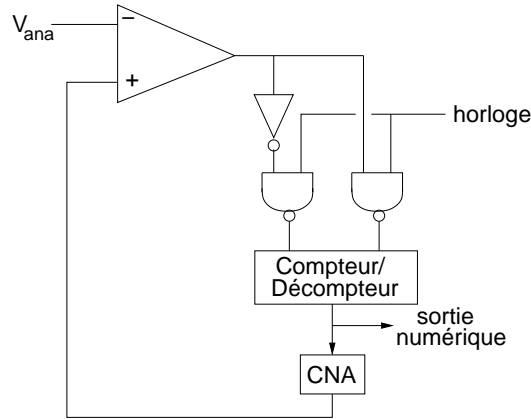 V_ana
−
+
horloge
Compteur/
Décompteur
sortie
numérique
CNA